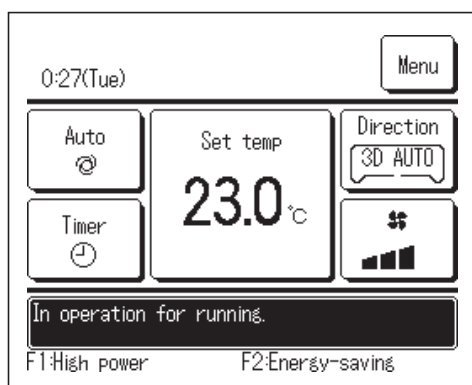 0:27(Tue)
Menu
Auto
Set temp
Direction
3D AUTO
23.0℃
Timer
In operation for running.
F1:High power F2:Energy-saving